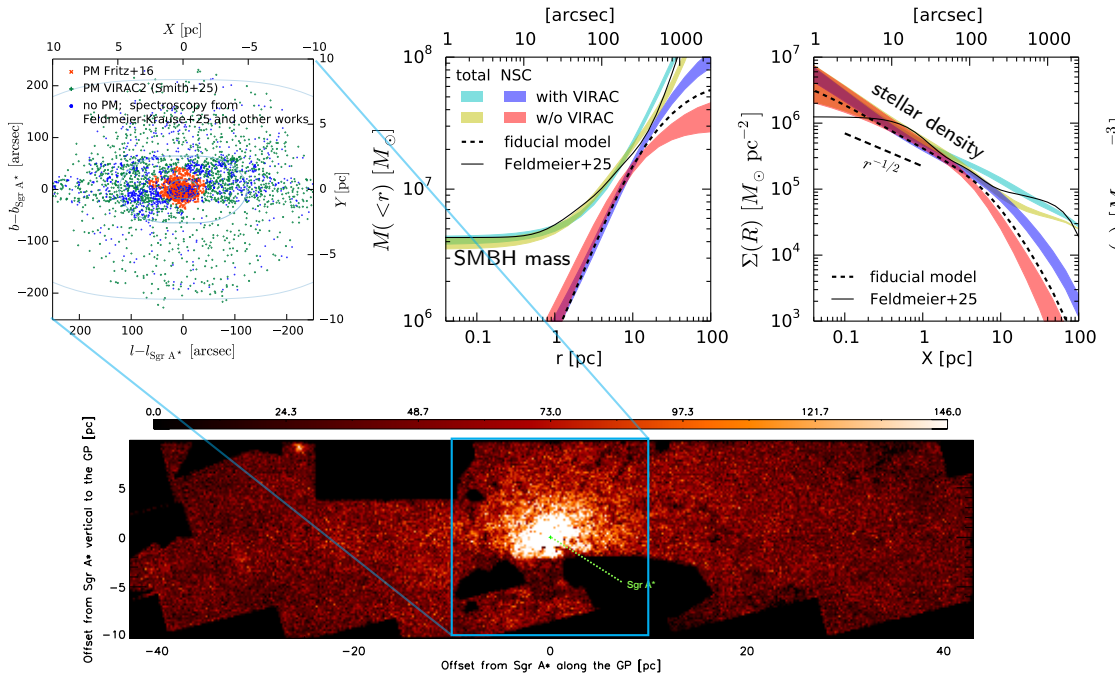 X [pc]
10 5 0 −5 −10
PM Fritz+16
PM VIRAC2 (Smith+25)
no PM; spectroscopy from
Feldmeier-Krause+25 and other works
200
100
0
−100
−200
b−b_Sgr A⋆ [arcsec]
10
5
0
−5
−10
Y [pc]
200 100 0 −100 −200
l−l_Sgr A⋆ [arcsec]
[arcsec]
1 10 100 1000
total NSC
with VIRAC
w/o VIRAC
fiducial model
Feldmeier+25
SMBH mass
10^8
10^7
10^6
M(<r) [M⊙]
0.1 1 10 100
r [pc]
[arcsec]
1 10 100 1000
stellar density
r^−1/2
fiducial model
Feldmeier+25
10^7
10^6
10^5
10^4
10^3
Σ(R) [M⊙ pc^−2]
0.1 1 10 100
X [pc]
−3]
0.0 24.3 48.7 73.0 97.3 121.7 146.0
Offset from Sgr A* vertical to the GP [pc]
5
0
−5
−10
Sgr A*
−40 −20 0 20 40
Offset from Sgr A* along the GP [pc]